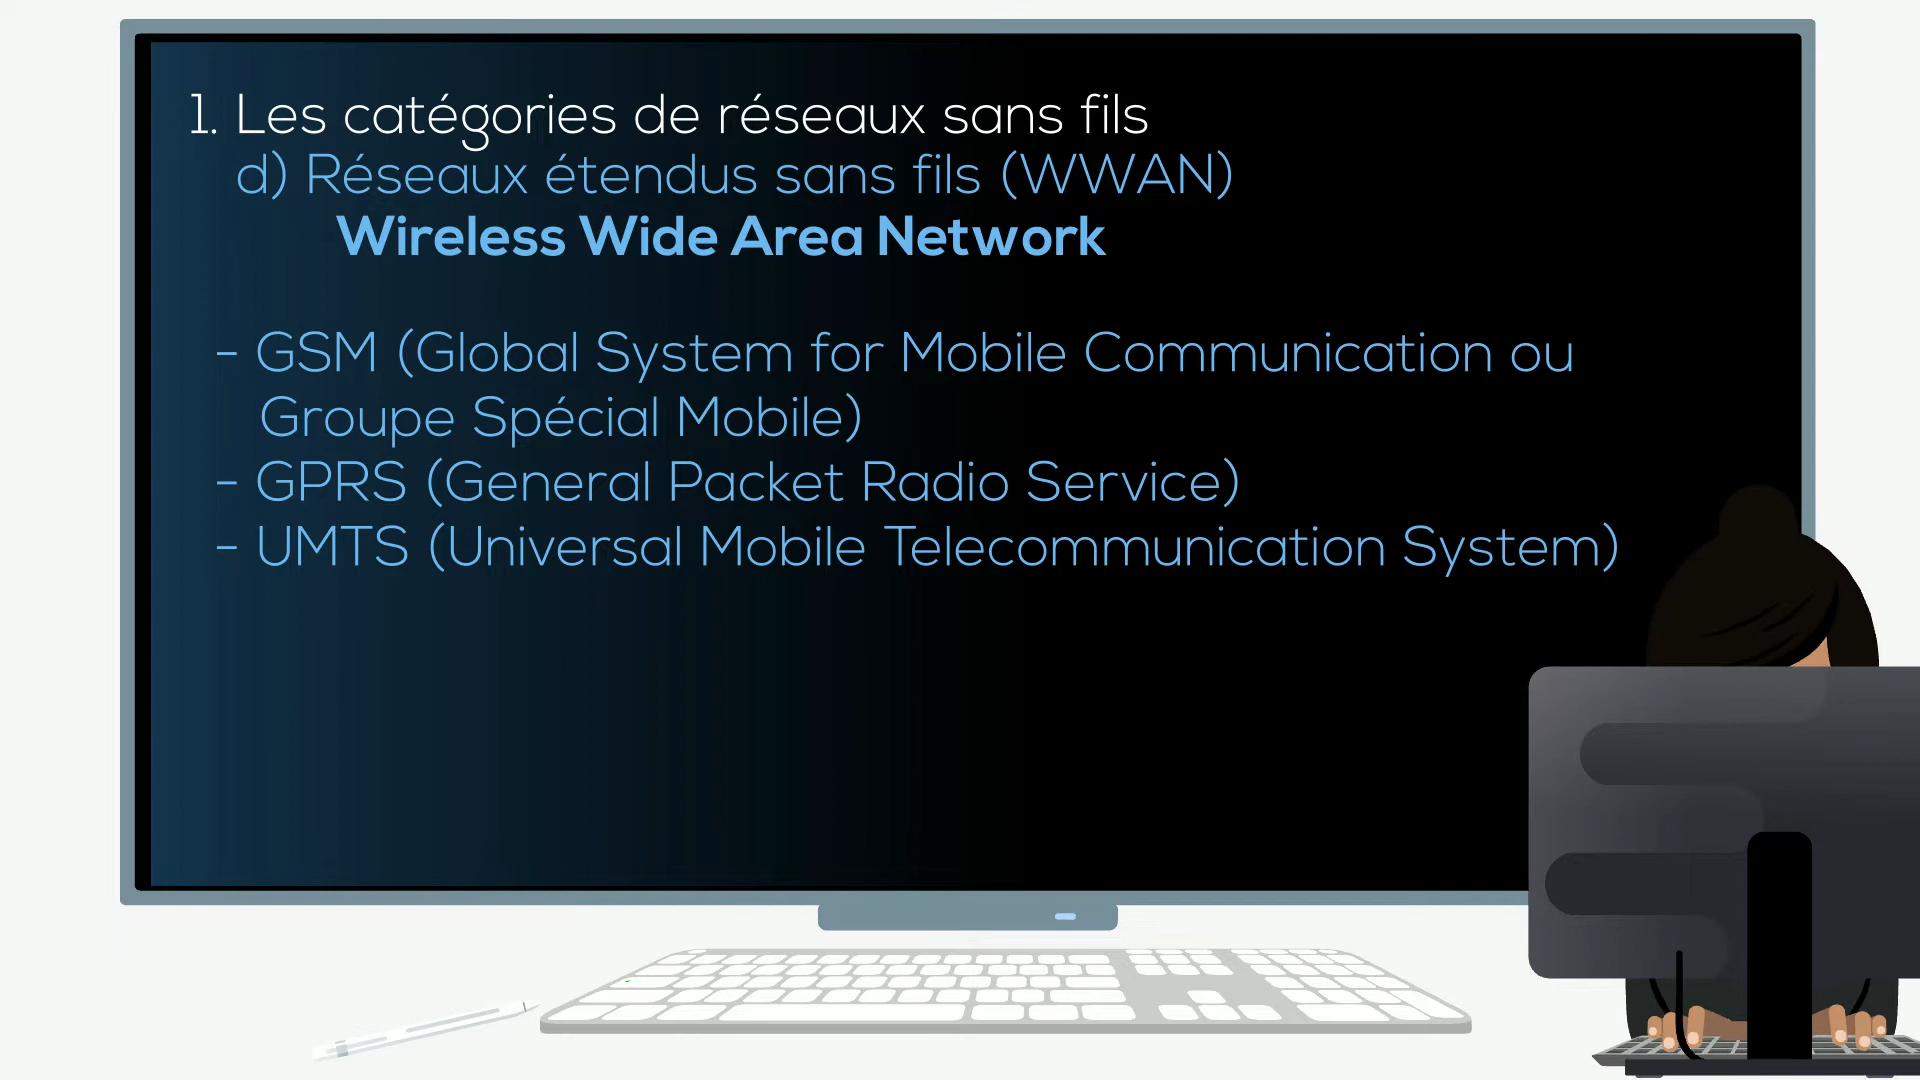 1. Les catégories de réseaux sans fils
d) Réseaux étendus sans fils (WWAN)
Wireless Wide Area Network
- GSM (Global System for Mobile Communication ou
Groupe Spécial Mobile)
- GPRS (General Packet Radio Service)
- UMTS (Universal Mobile Telecommunication System)